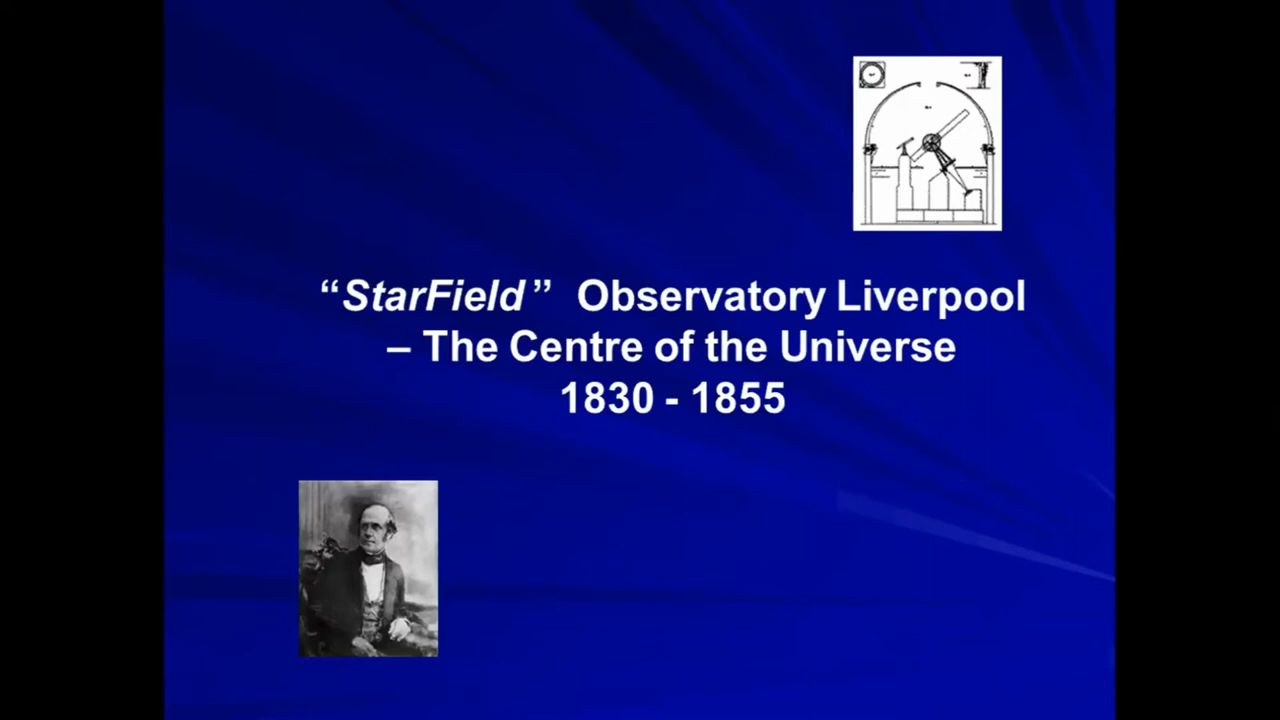 “StarField ” Observatory Liverpool
– The Centre of the Universe
1830 - 1855